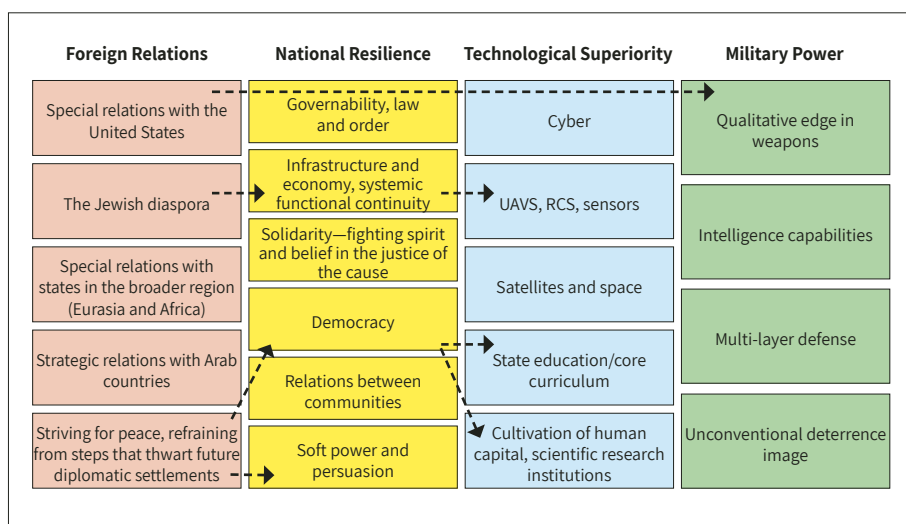 Foreign Relations
Special relations with the
United States
The Jewish diaspora
Special relations with
states in the broader region
(Eurasia and Africa)
Strategic relations with Arab
countries
Striving for peace, refraining
from steps that thwart future
diplomatic settlements
National Resilience
Governability, law
and order
Infrastructure and
economy, systemic
functional continuity
Solidarity—fighting spirit
and belief in the justice of
the cause
Democracy
Relations between
communities
Soft power and
persuasion
Technological Superiority
Cyber
UAVS, RCS, sensors
Satellites and space
State education/core
curriculum
Cultivation of human
capital, scientific research
institutions
Military Power
Qualitative edge in
weapons
Intelligence capabilities
Multi-layer defense
Unconventional deterrence
image